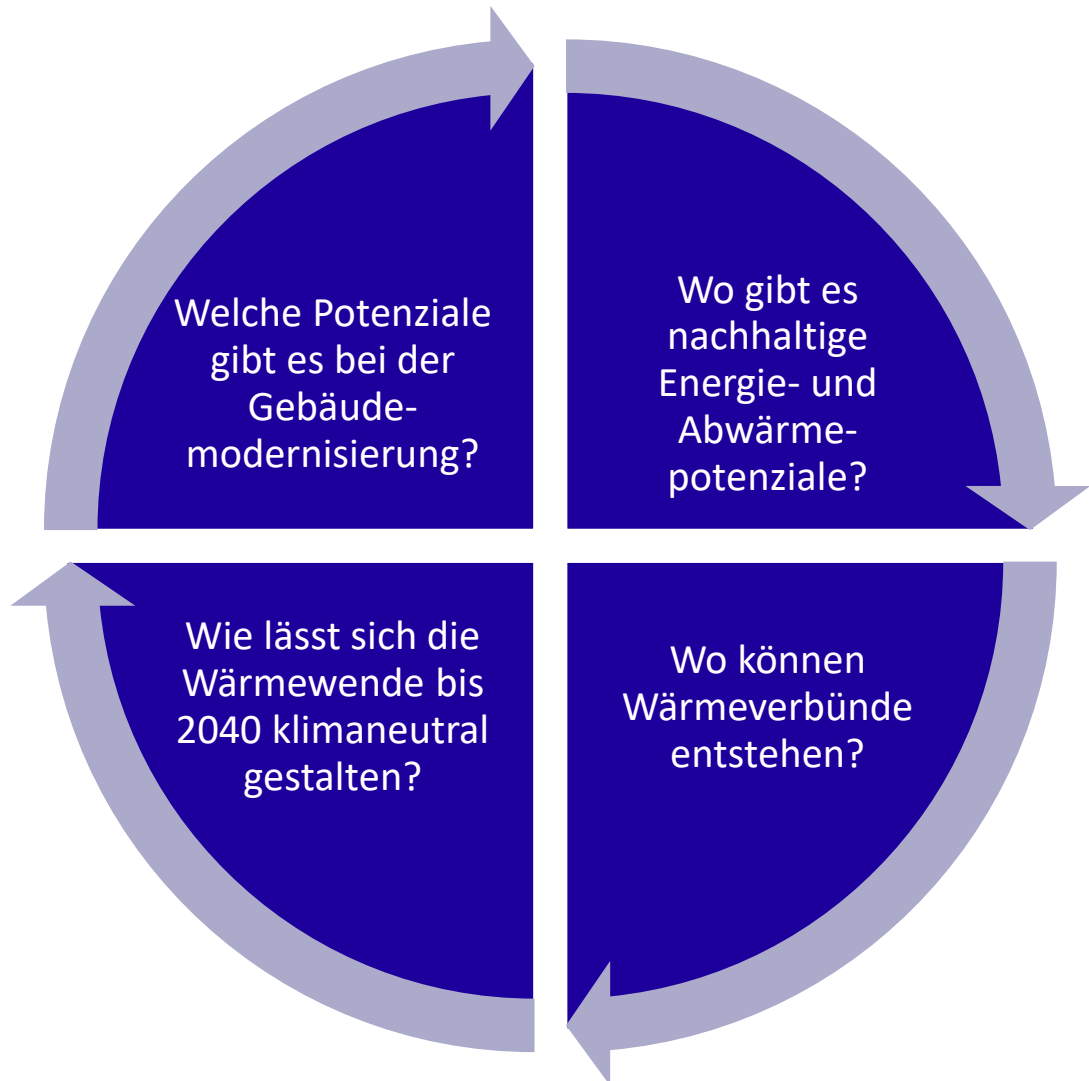 Welche Potenziale
gibt es bei der
Gebäude-
modernisierung?
Wo gibt es
nachhaltige
Energie- und
Abwärme-
potenziale?
Wo können
Wärmeverbünde
entstehen?
Wie lässt sich die
Wärmewende bis
2040 klimaneutral
gestalten?